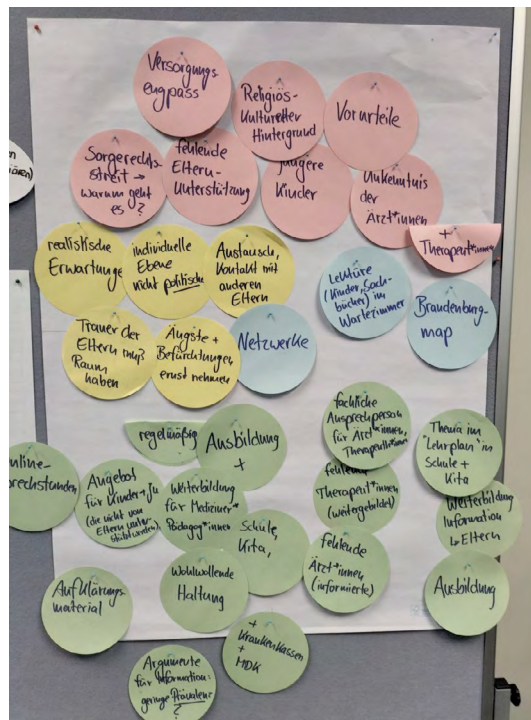 Versorgungs
engpass
Religiös-
Kultureller
Hintergrund
Vorurteile
Sorgerechts-
streit →
warum geht
es?
fehlende
Eltern-
Unterstützung
jüngere
Kinder
Unkenntnis
der
Ärzt*innen
+
Therapeut*innen
realistische
Erwartunge
individuelle
Ebene
nicht politische
Austausch,
Kontakt mit
anderen
Eltern
Lektüre
(Kinder, Sach-
bücher) im
Wartezimmer
Brandenburg-
map
Trauer der
Eltern muß
Raum
haben
Ängste +
Befürchtungen
ernst nehmen
Netzwerke
regelmäßig
Ausbildung
+
fachliche
Ansprechperson
für Ärzt*innen,
Therapeut*innen
Thema im
"Lehrplan" in
Schule +
Kita
nline-
rechstunden
Angebot
für Kinder + Ju
(die nicht von
Eltern unter-
stützt werden)
Weiterbildung
für Mediziner*
Pädagog*innen
Schule,
Kita,
fehlende
Therapeut*innen
(weitergebildet)
Weiterbildung
Information
Eltern
Aufklärungs
material
Wohlwollende
Haltung
fehlende
Ärzt*innen
(informierte)
Ausbildung
+
Krankenkassen
+
MDK
Argumente
für Information:
geringe Prävalenz
?